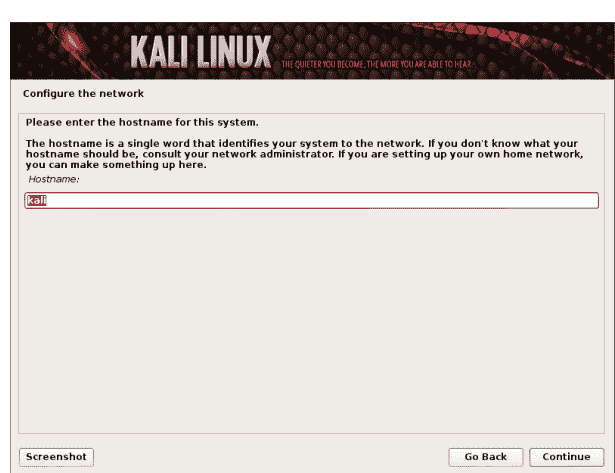 KALI LINUX THE QUIETER YOU BECOME, THE MORE YOU ARE ABLE TO HEAR.
Configure the network
Please enter the hostname for this system.
The hostname is a single word that identifies your system to the network. If you don't know what your
hostname should be, consult your network administrator. If you are setting up your own home network,
you can make something up here.
Hostname:
kali
Screenshot Go Back Continue